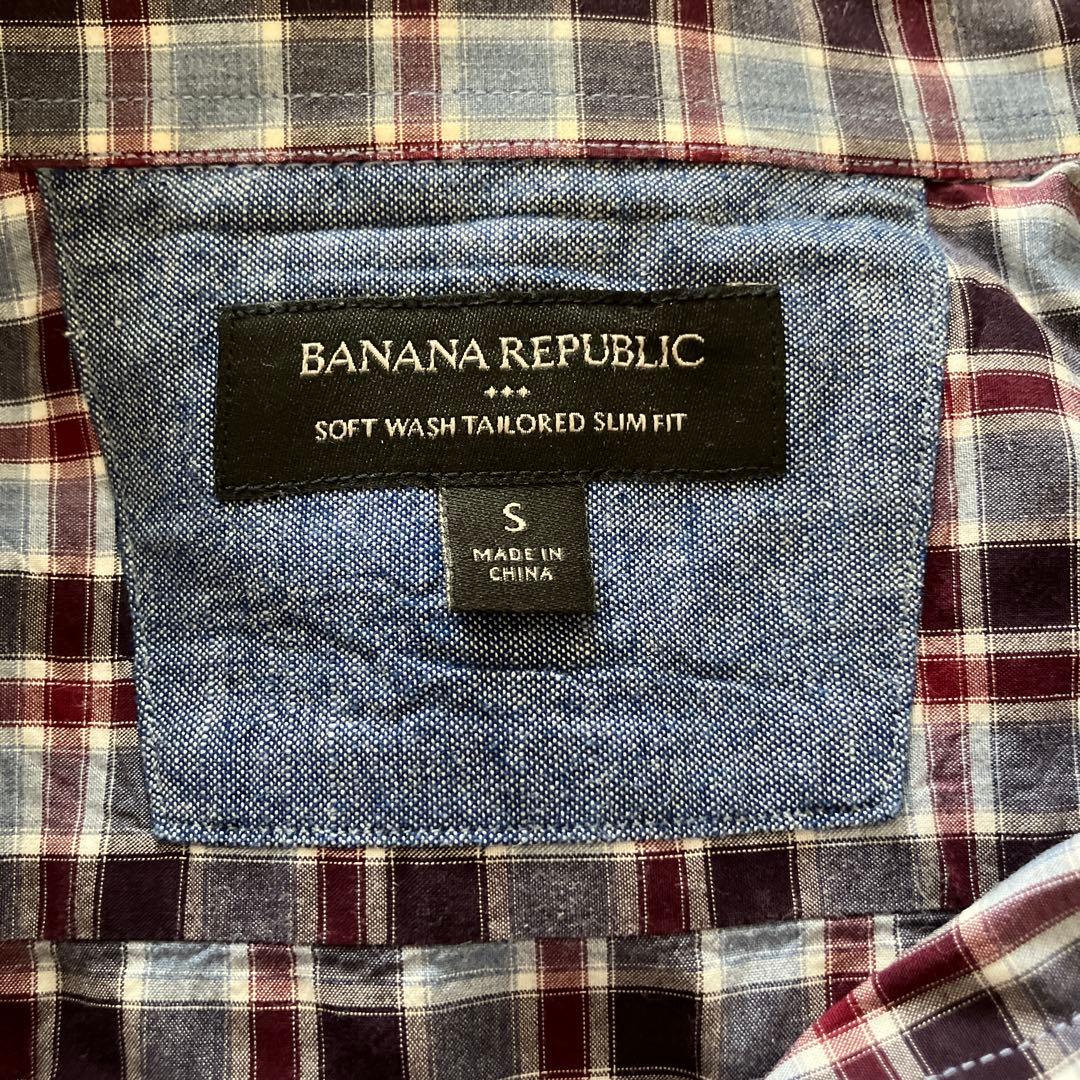 BANANA REPUBLIC
SOFT WASH TAILORED SLIM FIT
S
MADE IN
CHINA